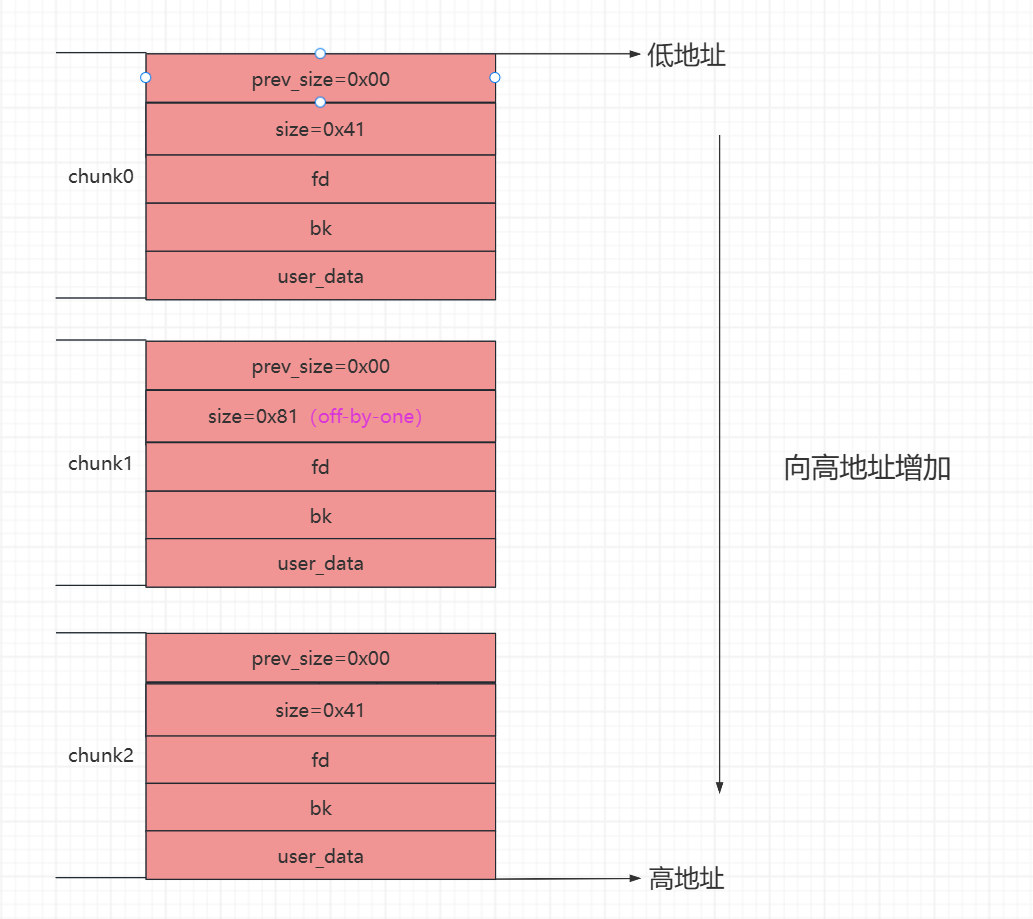 低地址
prev_size=0x00
size=0x41
chunk0
fd
bk
user_data
prev_size=0x00
size=0x81（off-by-one）
chunk1
fd
向高地址增加
bk
user_data
prev_size=0x00
size=0x41
chunk2
fd
bk
user_data
高地址